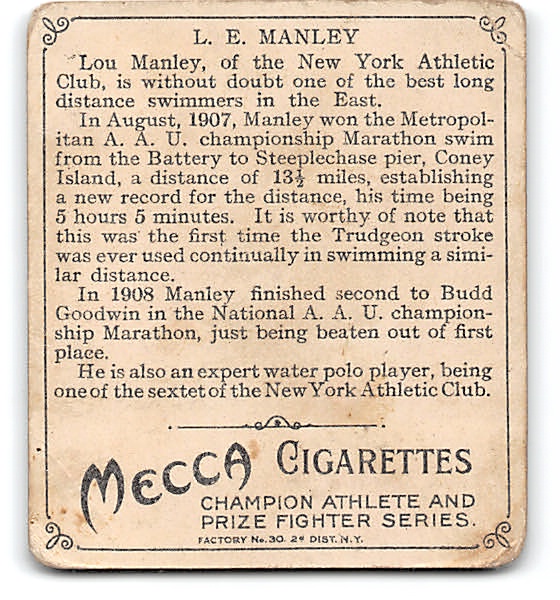 L. E. MANLEY
Lou Manley, of the New York Athletic
Club, is without doubt one of the best long
distance swimmers in the East.
In August, 1907, Manley won the Metropol-
itan A. A. U. championship Marathon swim
from the Battery to Steeplechase pier, Coney
Island, a distance of 13½ miles, establishing
a new record for the distance, his time being
5 hours 5 minutes. It is worthy of note that
this was the first time the Trudgeon stroke
was ever used continually in swimming a simi-
lar distance.
In 1908 Manley finished second to Budd
Goodwin in the National A. A. U. champion-
ship Marathon, just being beaten out of first
place.
He is also an expert water polo player, being
one of the sextet of the New York Athletic Club.
MECCA CIGARETTES
CHAMPION ATHLETE AND
PRIZE FIGHTER SERIES.
FACTORY No. 30. 2d DIST. N.Y.